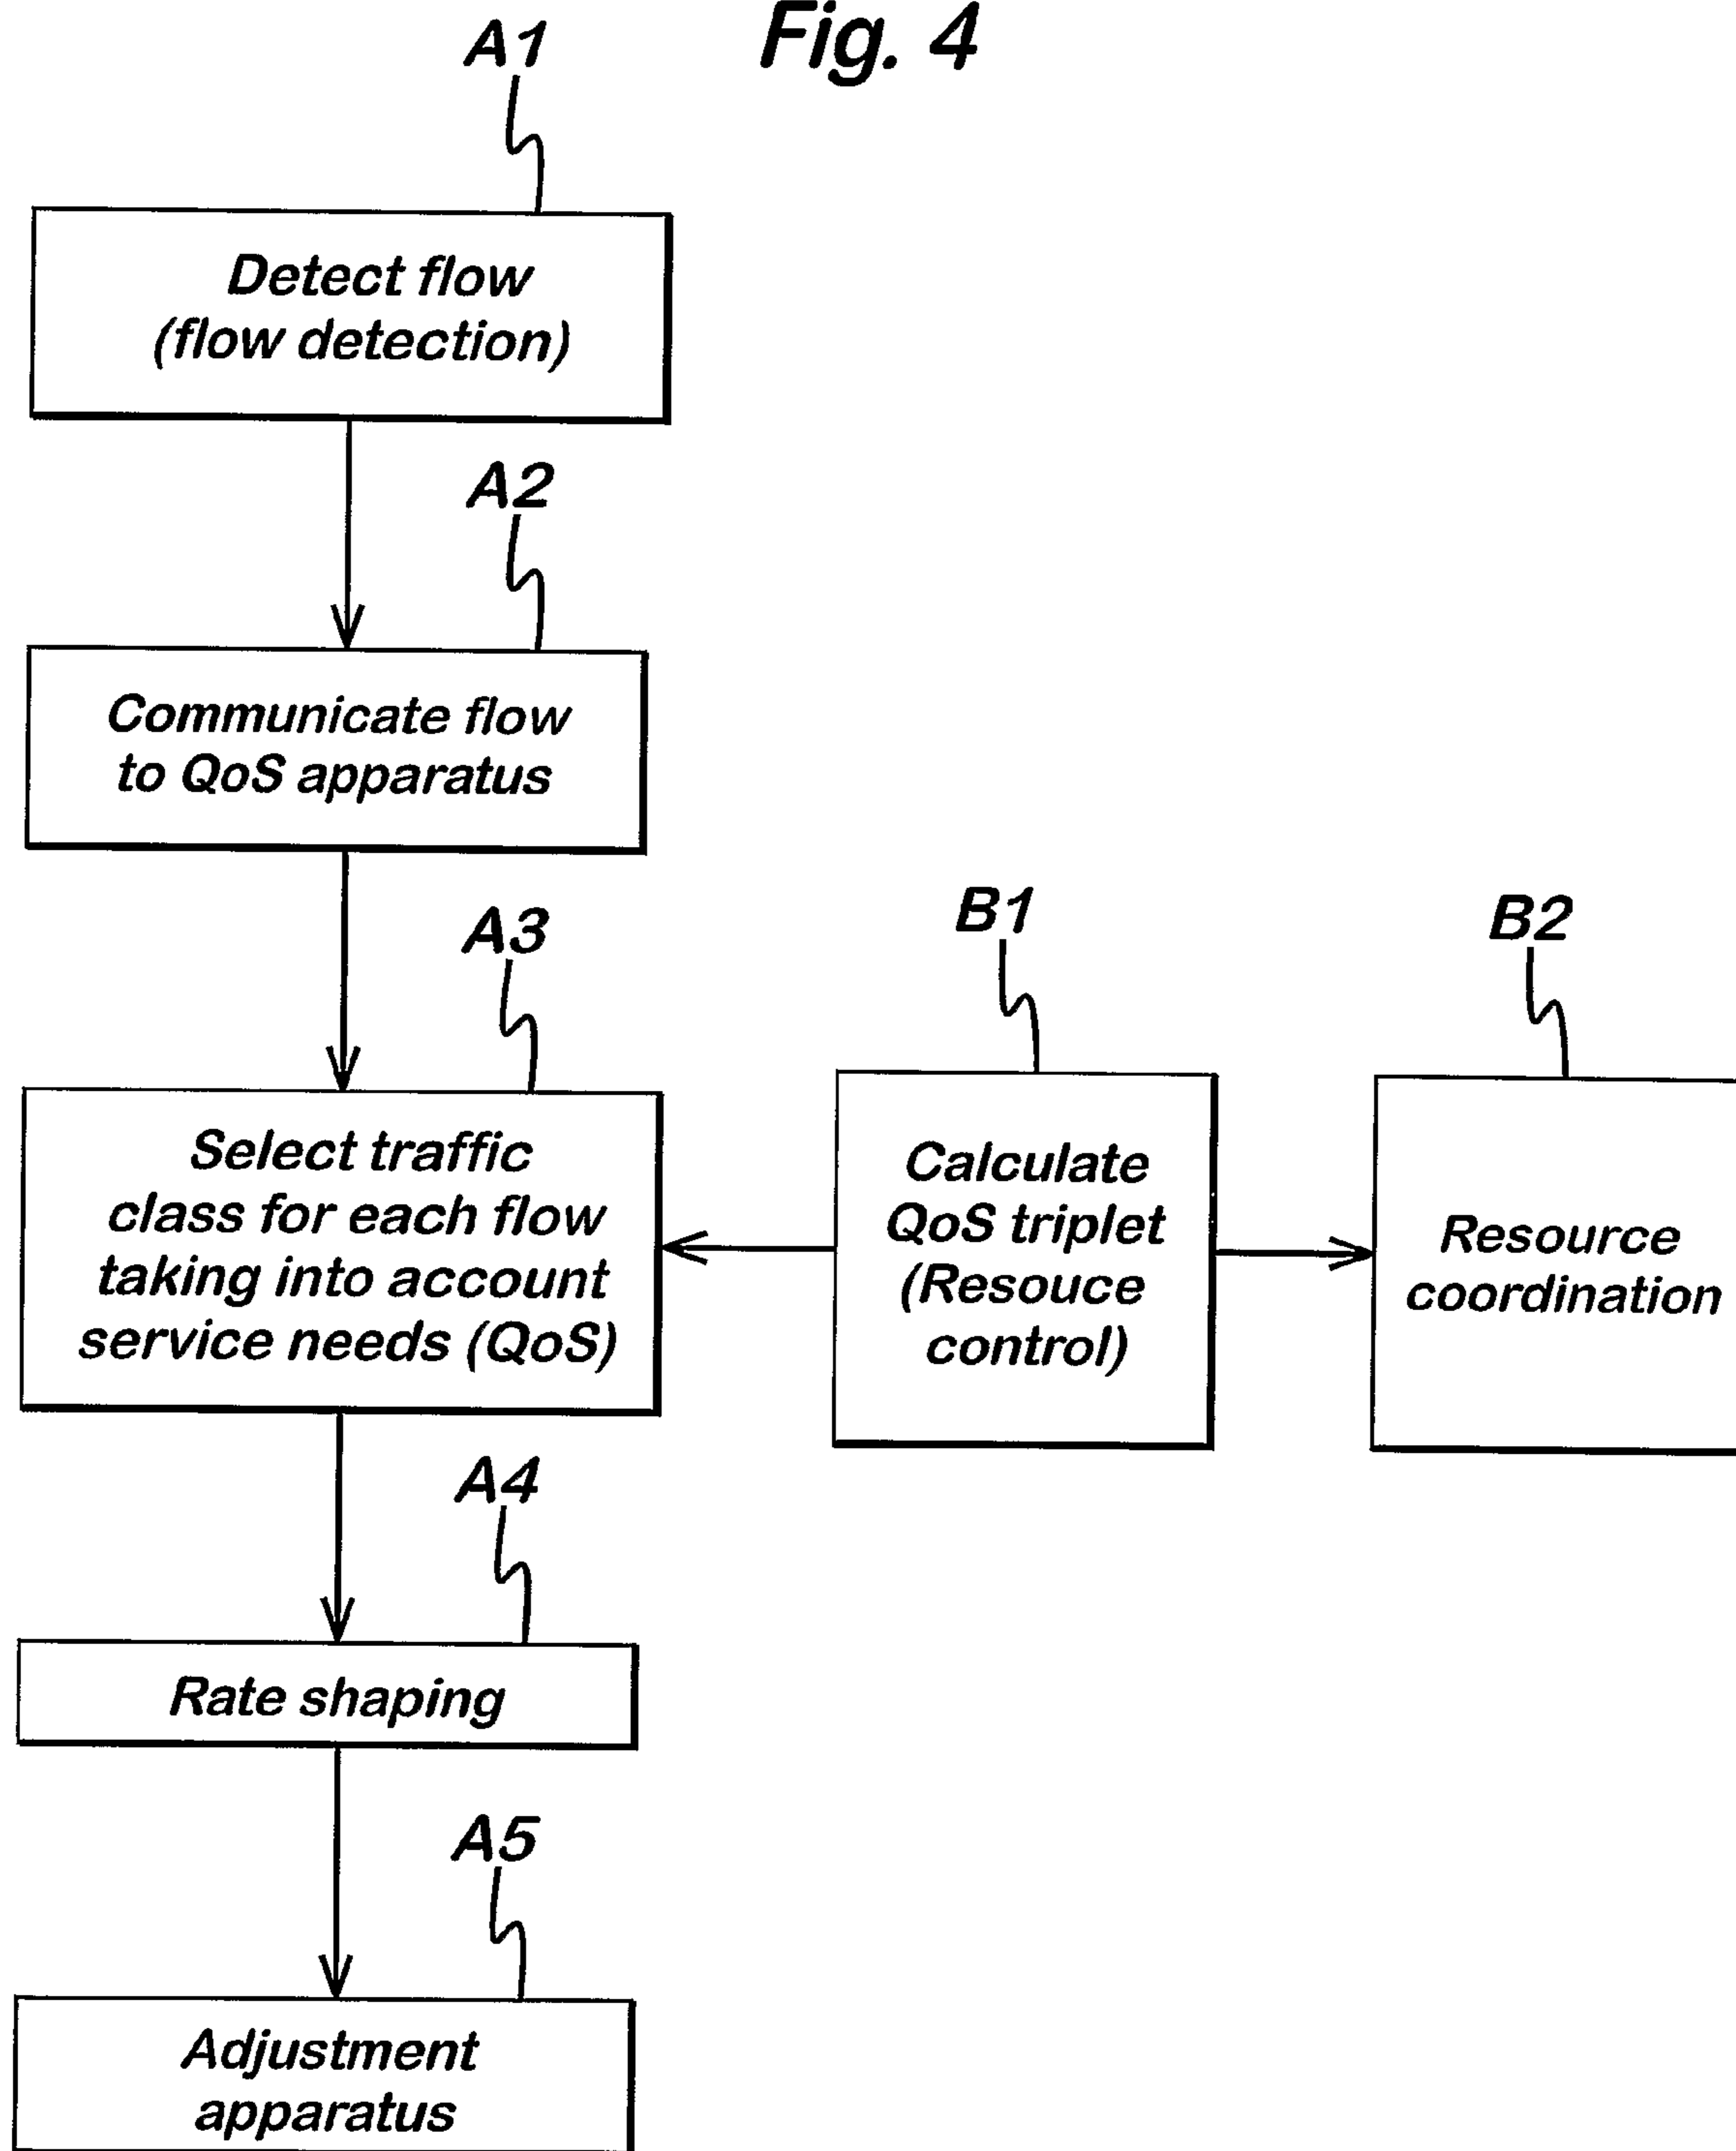 Fig. 4
A1
Detect flow
(flow detection)
A2
Communicate flow
to QoS apparatus
A3
Select traffic
class for each flow
taking into account
service needs (QoS)
B1
Calculate
QoS triplet
(Resouce
control)
B2
Resource
coordination
A4
Rate shaping
A5
Adjustment
apparatus